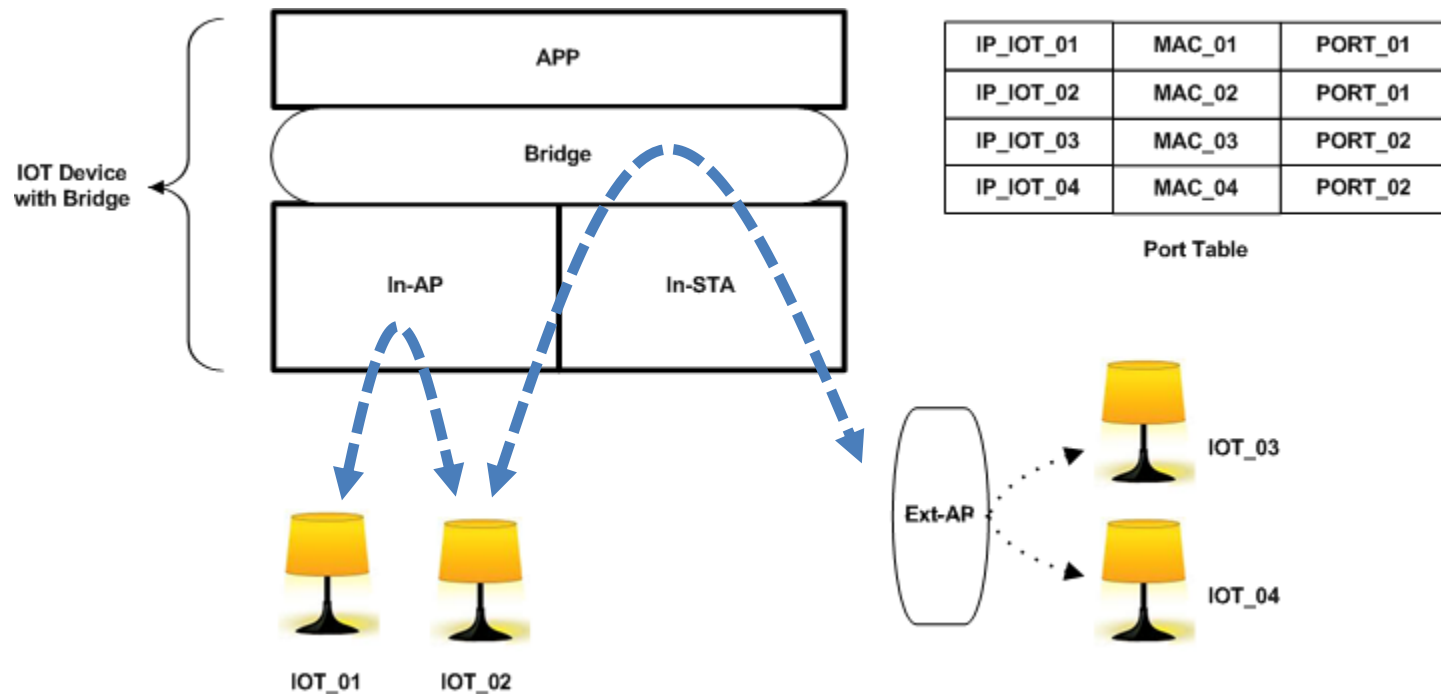 APP
Bridge
IOT Device
with Bridge
In-AP
In-STA
IP_IOT_01 MAC_01 PORT_01
IP_IOT_02 MAC_02 PORT_01
IP_IOT_03 MAC_03 PORT_02
IP_IOT_04 MAC_04 PORT_02
Port Table
Ext-AP
IOT_03
IOT_04
IOT_01
IOT_02